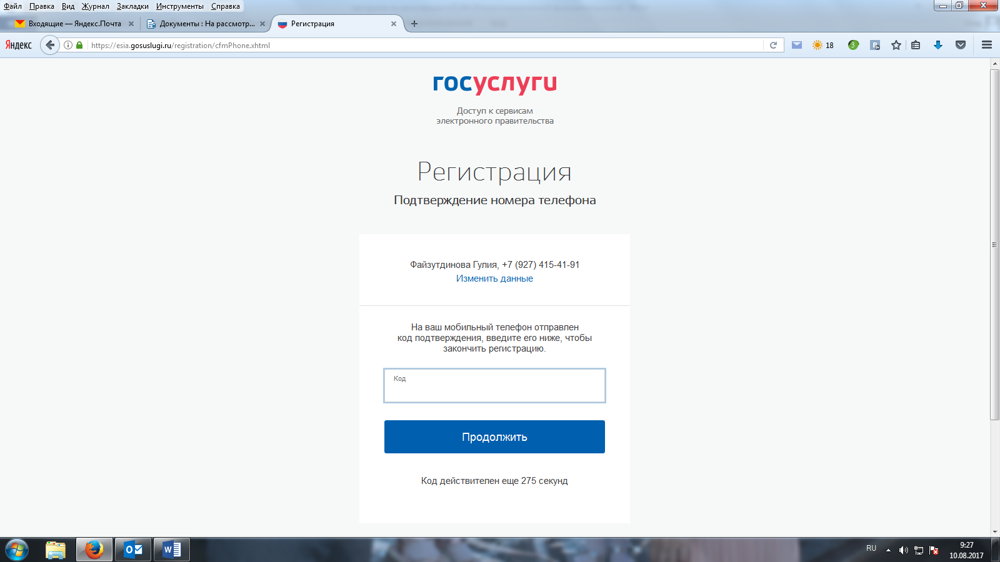 Файл Правка Вид Журнал Закладки Инструменты Справка
Входящие — Яндекс.Почта Документы : На рассмотр... Регистрация
Яндекс https://esia.gosuslugi.ru/registration/cfmPhone.xhtml 18 3
госуслуги
Доступ к сервисам
электронного правительства
Регистрация
Подтверждение номера телефона
Файзутдинова Гулия, +7 (927) 415-41-91
Изменить данные
На ваш мобильный телефон отправлен
код подтверждения, введите его ниже, чтобы
закончить регистрацию.
Код
Продолжить
Код действителен еще 275 секунд
RU 9:27
10.08.2017